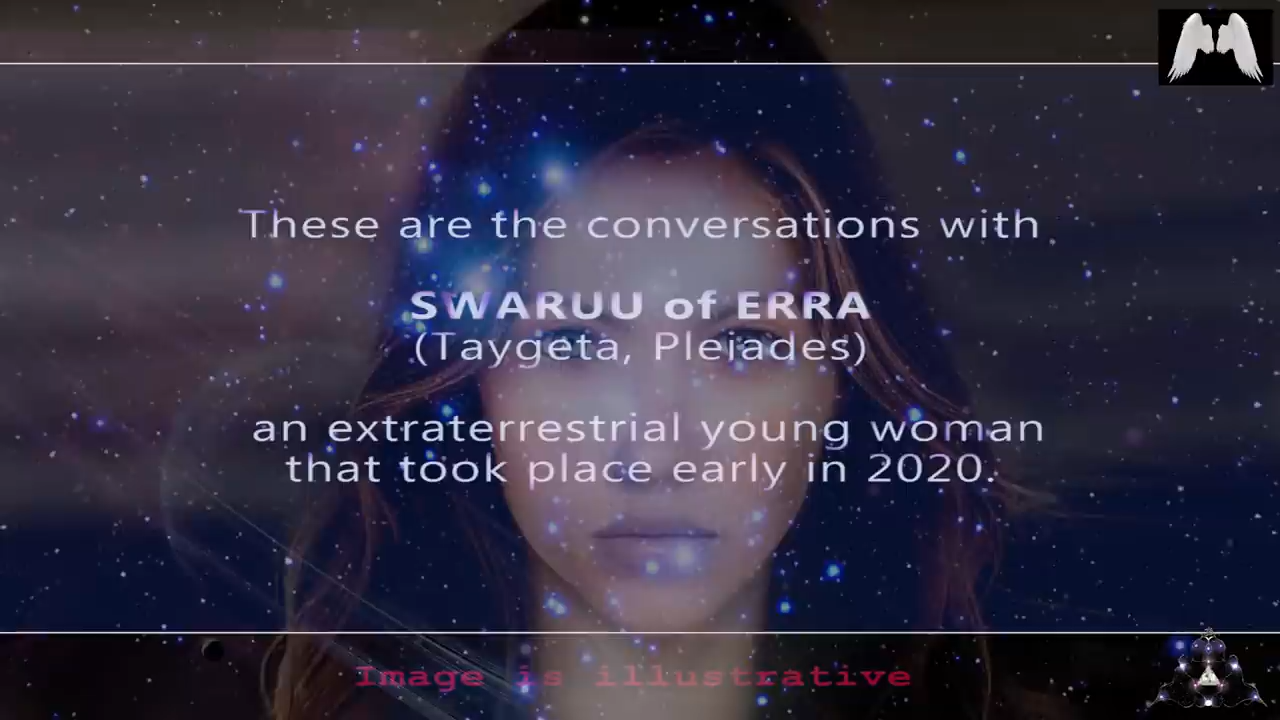 These are the conversations with
SWARUU of ERRA
(Taygeta, Plejades)
an extraterrestrial young woman
that took place early in 2020.
Image is illustrative